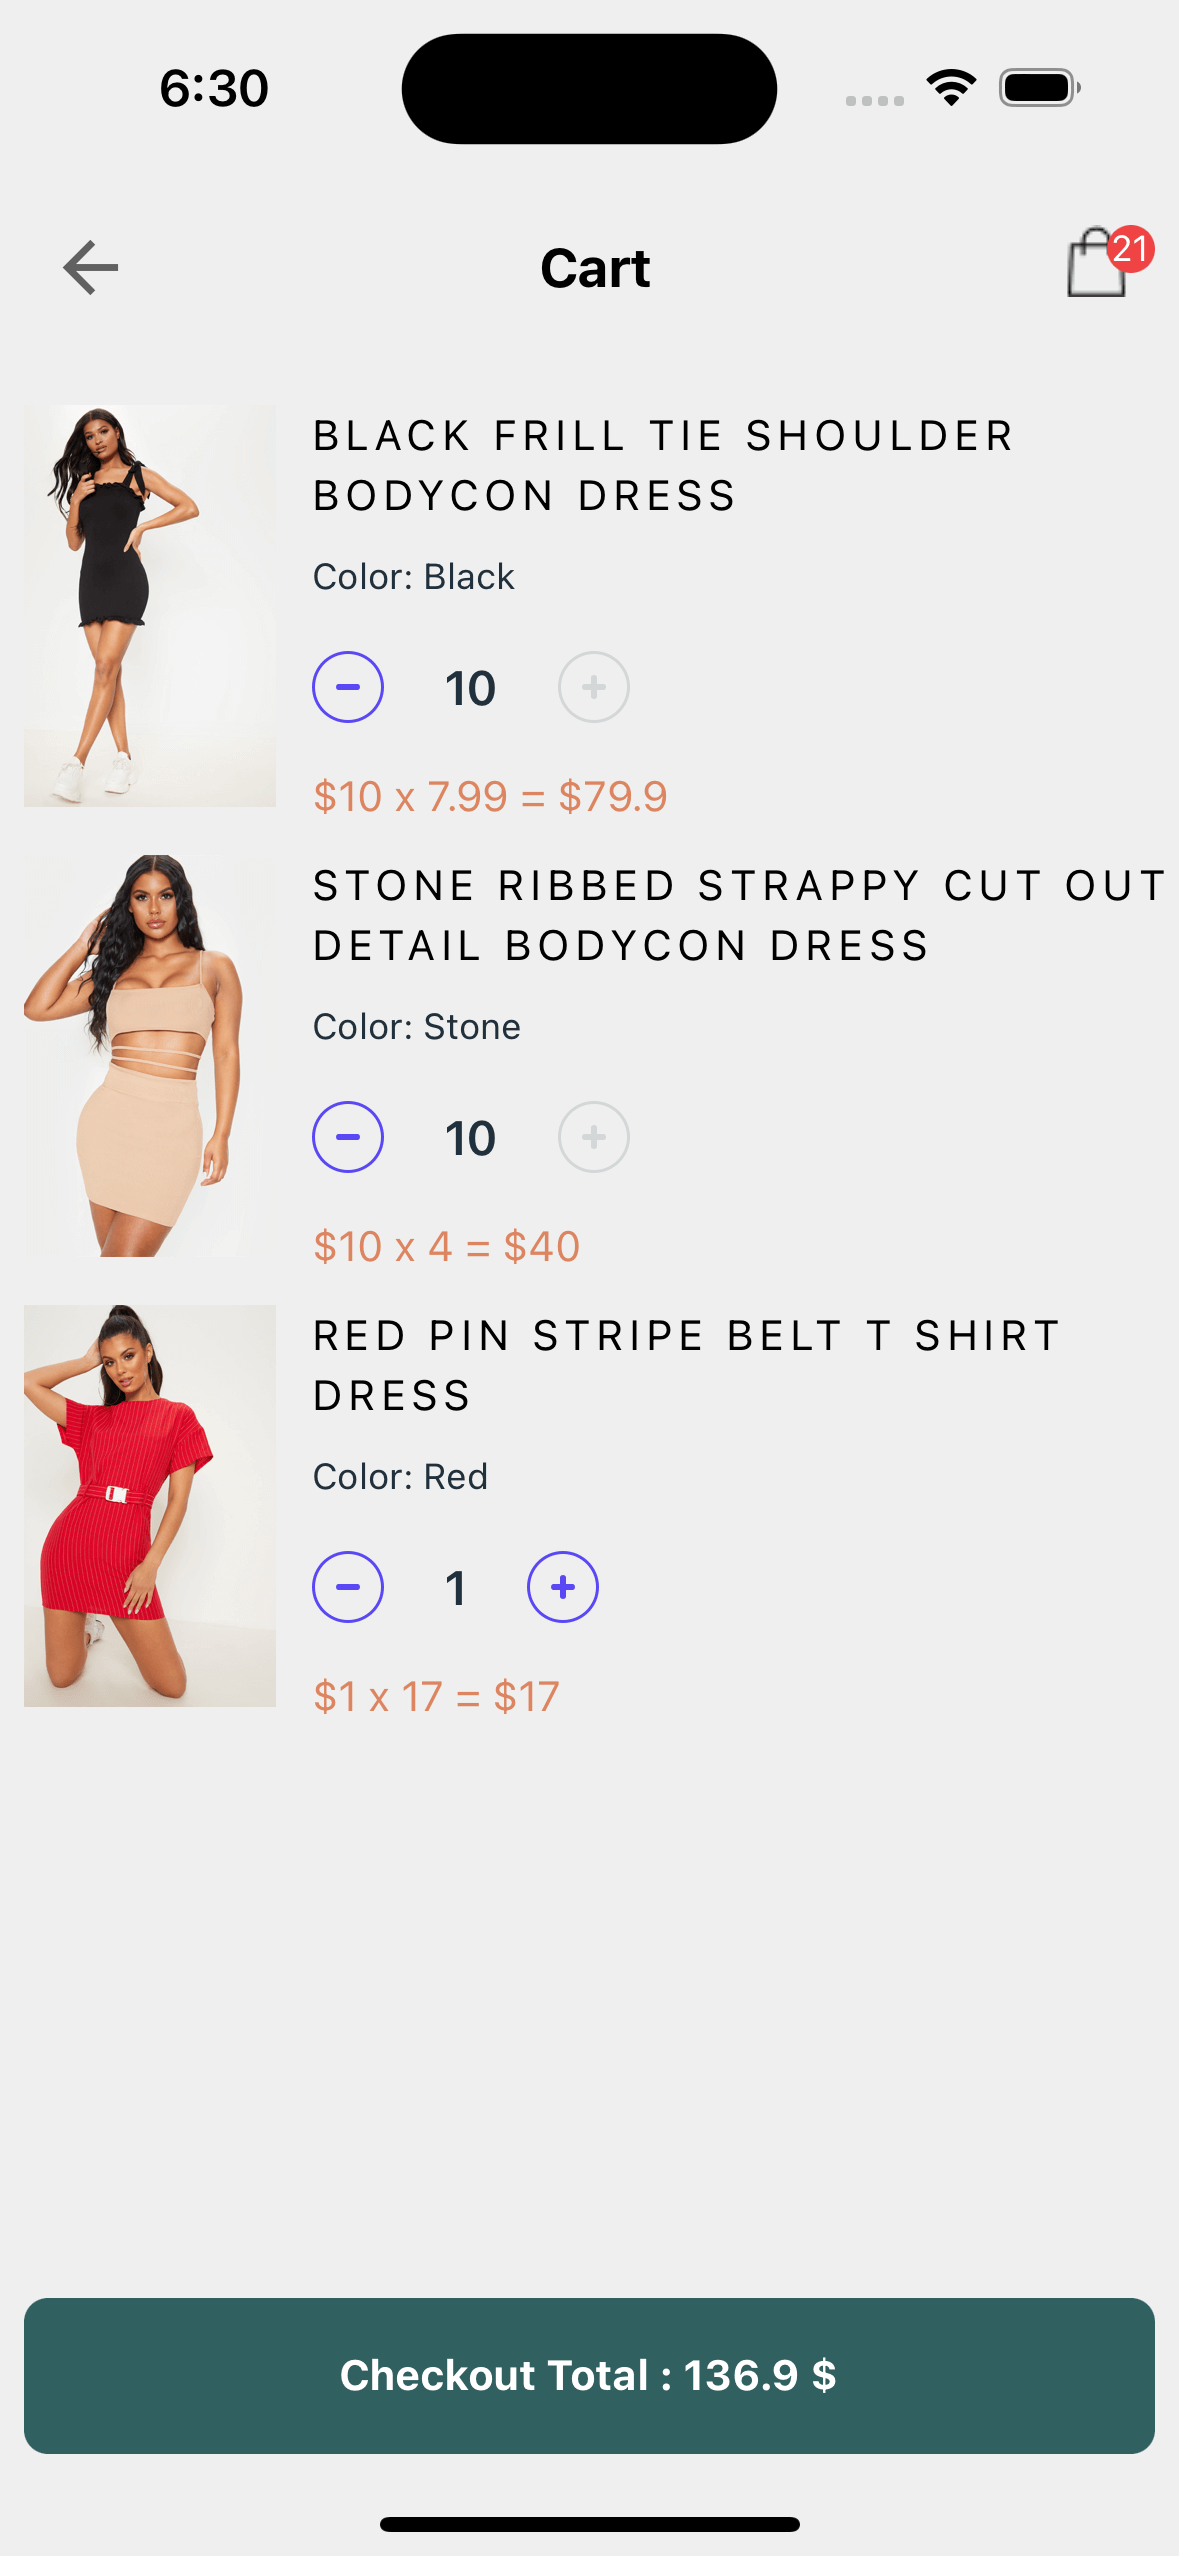 6:30
Cart
21
BLACK FRILL TIE SHOULDER
BODYCON DRESS
Color: Black
10
$10 x 7.99 = $79.9
STONE RIBBED STRAPPY CUT OUT
DETAIL BODYCON DRESS
Color: Stone
10
$10 x 4 = $40
RED PIN STRIPE BELT T SHIRT
DRESS
Color: Red
1
$1 x 17 = $17
Checkout Total : 136.9 $